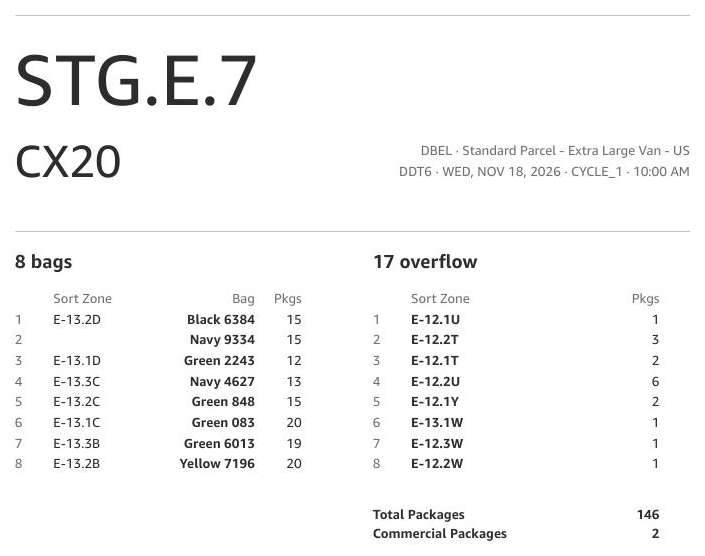 STG.E.7
CX20
DBEL · Standard Parcel - Extra Large Van - US
DDT6 · WED, NOV 18, 2026 · CYCLE_1 · 10:00 AM
8 bags
Sort Zone Bag Pkgs
1 E-13.2D Black 6384 15
2 Navy 9334 15
3 E-13.1D Green 2243 12
4 E-13.3C Navy 4627 13
5 E-13.2C Green 848 15
6 E-13.1C Green 083 20
7 E-13.3B Green 6013 19
8 E-13.2B Yellow 7196 20
17 overflow
Sort Zone Pkgs
1 E-12.1U 1
2 E-12.2T 3
3 E-12.1T 2
4 E-12.2U 6
5 E-12.1Y 2
6 E-13.1W 1
7 E-12.3W 1
8 E-12.2W 1
Total Packages 146
Commercial Packages 2